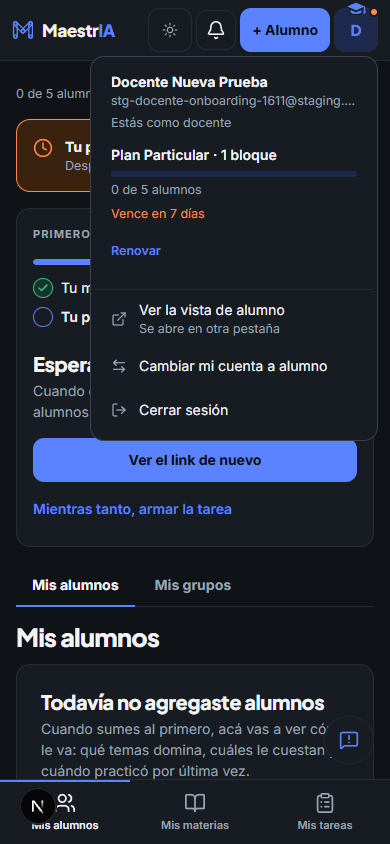 MaestrIA
+ Alumno
D
0 de 5 alum
Docente Nueva Prueba
stg-docente-onboarding-1611@staging....
Estás como docente
Plan Particular · 1 bloque
0 de 5 alumnos
Vence en 7 días
Renovar
Ver la vista de alumno
Se abre en otra pestaña
Cambiar mi cuenta a alumno
Cerrar sesión
Tu p
Desp
PRIMERO
Tu m
Tu p
Espera
Cuando
alumnos
Ver el link de nuevo
Mientras tanto, armar la tarea
Mis alumnos
Mis grupos
Mis alumnos
Todavía no agregaste alumnos
Cuando sumes al primero, acá vas a ver có
le va: qué temas domina, cuáles le cuestan
cuándo practicó por última vez.
N
Mis alumnos
Mis materias
Mis tareas